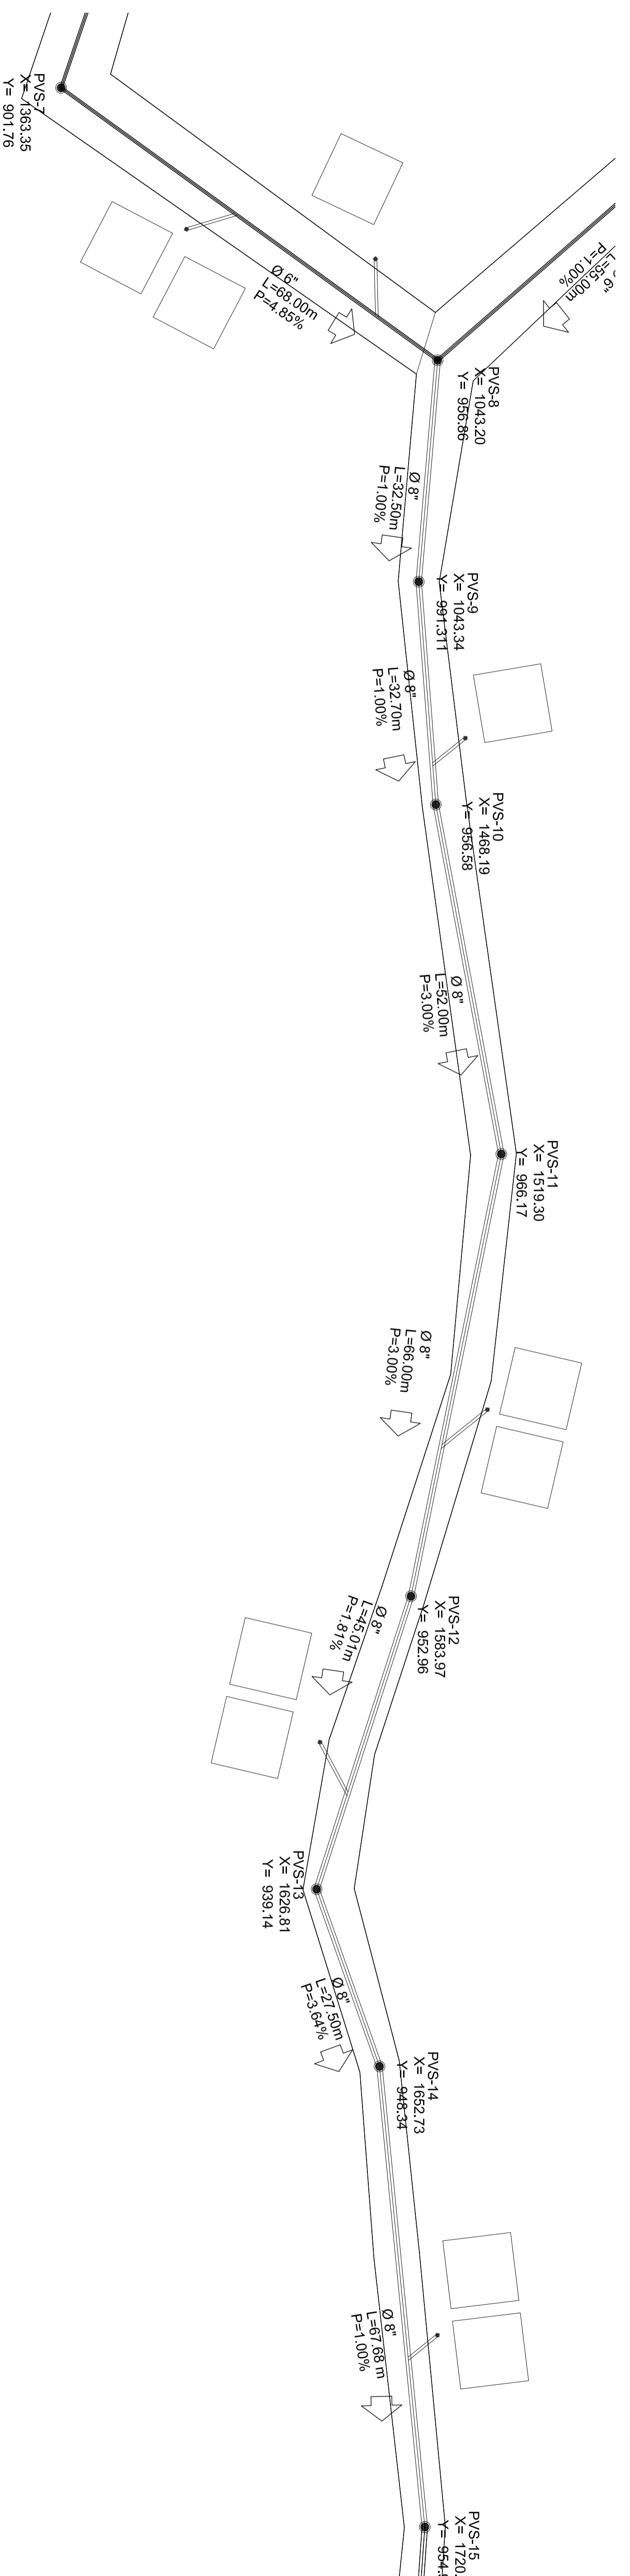 PVS-7
X= 1363.35
Y= 901.76
Ø 6"
L=68.00m
P=4.85%
6"
L=55.00m
P=1.00%
PVS-8
X= 1043.20
Y= 956.86
Ø 8"
L=32.50m
P=1.00%
PVS-9
X= 1043.34
Y= 991.311
Ø 8"
L=32.70m
P=1.00%
PVS-10
X= 1468.19
Y= 956.58
Ø 8"
L=52.00m
P=3.00%
PVS-11
X= 1519.30
Y= 966.17
Ø 8"
L=66.00m
P=3.00%
PVS-12
X= 1583.97
Y= 952.96
Ø 8"
L=45.01m
P=1.81%
PVS-13
X= 1626.81
Y= 939.14
Ø 8"
L=27.50m
P=3.64%
PVS-14
X= 1652.73
Y= 948.34
Ø 8"
L=67.68 m
P=1.00%
PVS-15
X= 1720.
Y= 954.